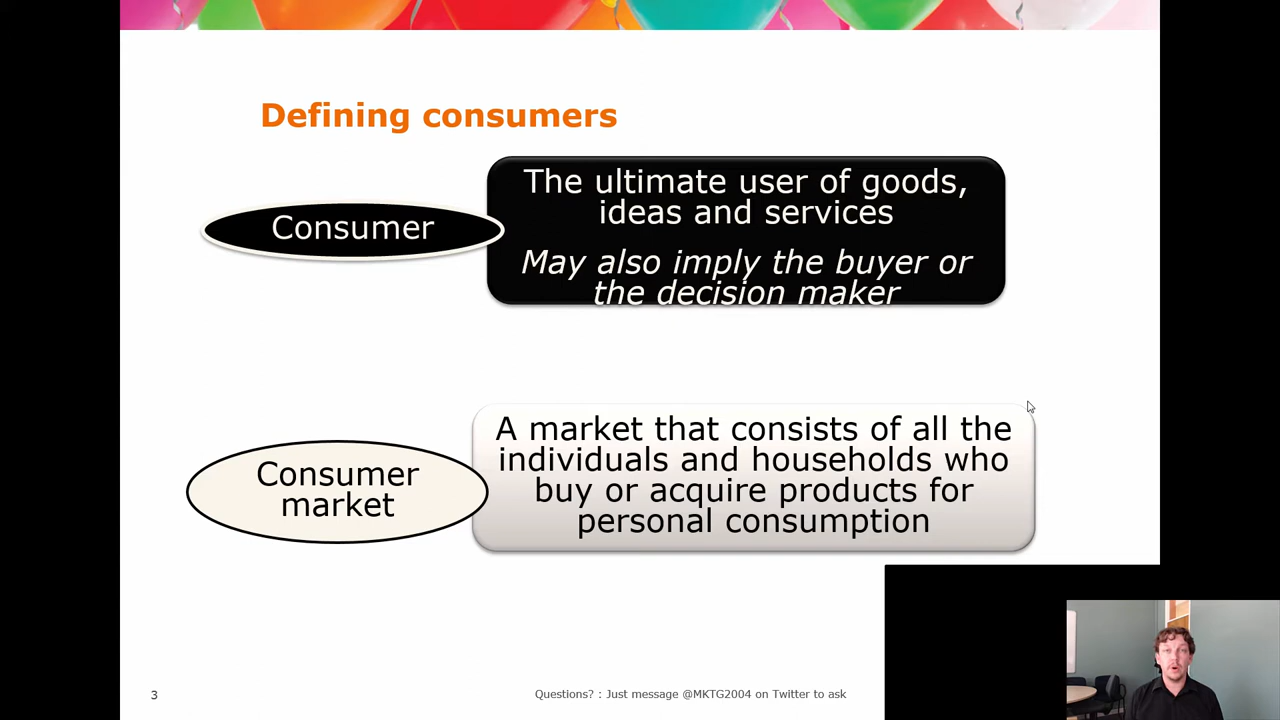 Defining consumers
Consumer
The ultimate user of goods,
ideas and services
May also imply the buyer or
the decision maker
Consumer
market
A market that consists of all the
individuals and households who
buy or acquire products for
personal consumption
3
Questions? : Just message @MKTG2004 on Twitter to ask